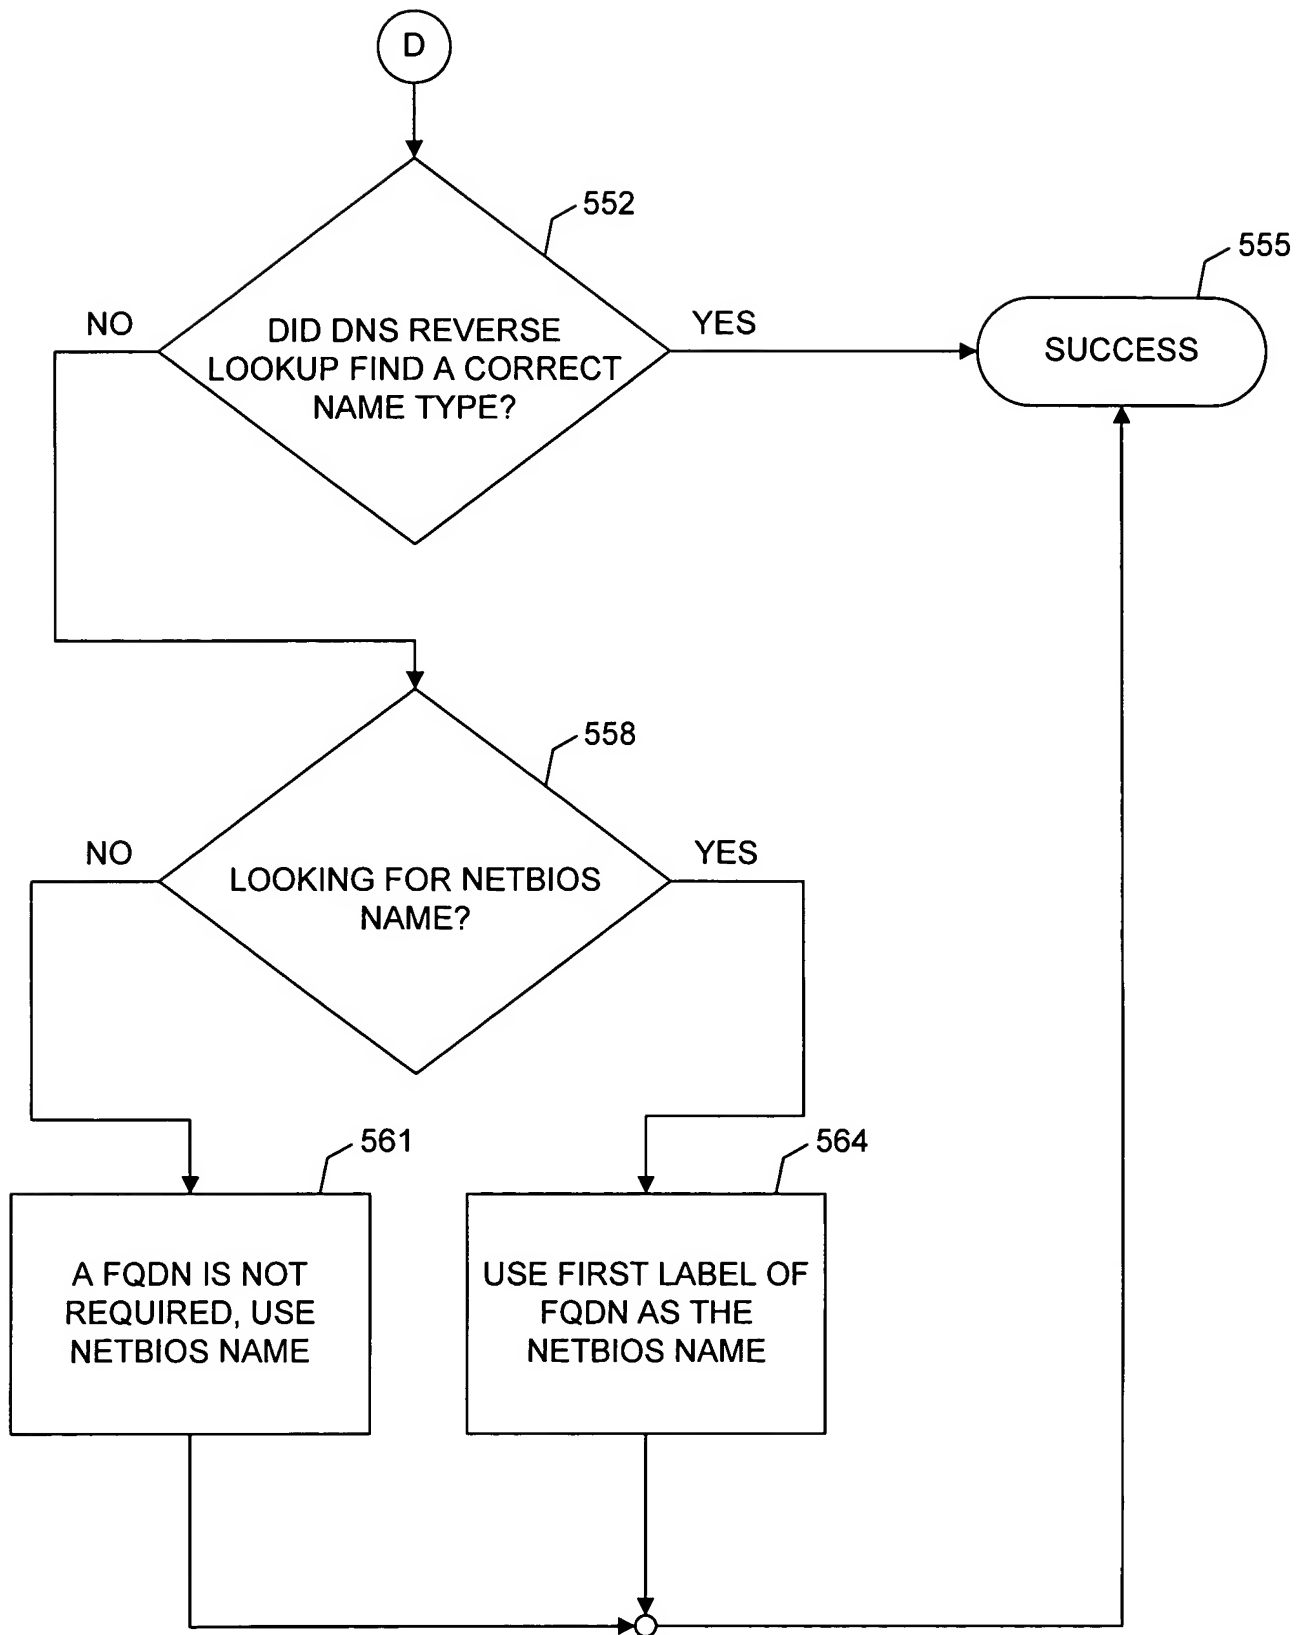 D
552
555
NO
YES
DID DNS REVERSE
LOOKUP FIND A CORRECT
NAME TYPE?
SUCCESS
558
NO
YES
LOOKING FOR NETBIOS
NAME?
561
564
A FQDN IS NOT
REQUIRED, USE
NETBIOS NAME
USE FIRST LABEL OF
FQDN AS THE
NETBIOS NAME